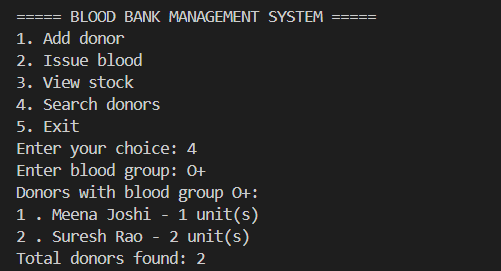 ===== BLOOD BANK MANAGEMENT SYSTEM =====
1. Add donor
2. Issue blood
3. View stock
4. Search donors
5. Exit
Enter your choice: 4
Enter blood group: O+
Donors with blood group O+:
1 . Meena Joshi - 1 unit(s)
2 . Suresh Rao - 2 unit(s)
Total donors found: 2